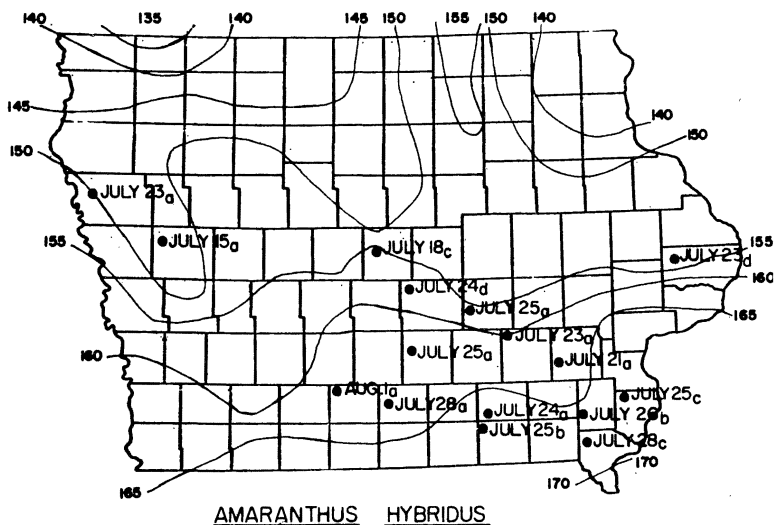 140 135 140 145 150 155 150 140
145
140
150
150
JULY 23a
JULY 15a
155
JULY 18c
JULY 23d
155
160
JULY 24d
JULY 25a
165
JULY 23a
160
JULY 25a
JULY 21a
AUG. 1a
JULY 28a
JULY 24a
JULY 25c
JULY 26b
JULY 25b
JULY 28c
165
170
170
AMARANTHUS HYBRIDUS